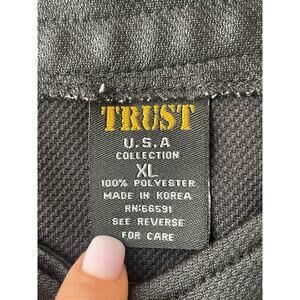 TRUST
U.S.A
COLLECTION
XL
100% POLYESTER
MADE IN KOREA
RN:66591
SEE REVERSE
FOR CARE